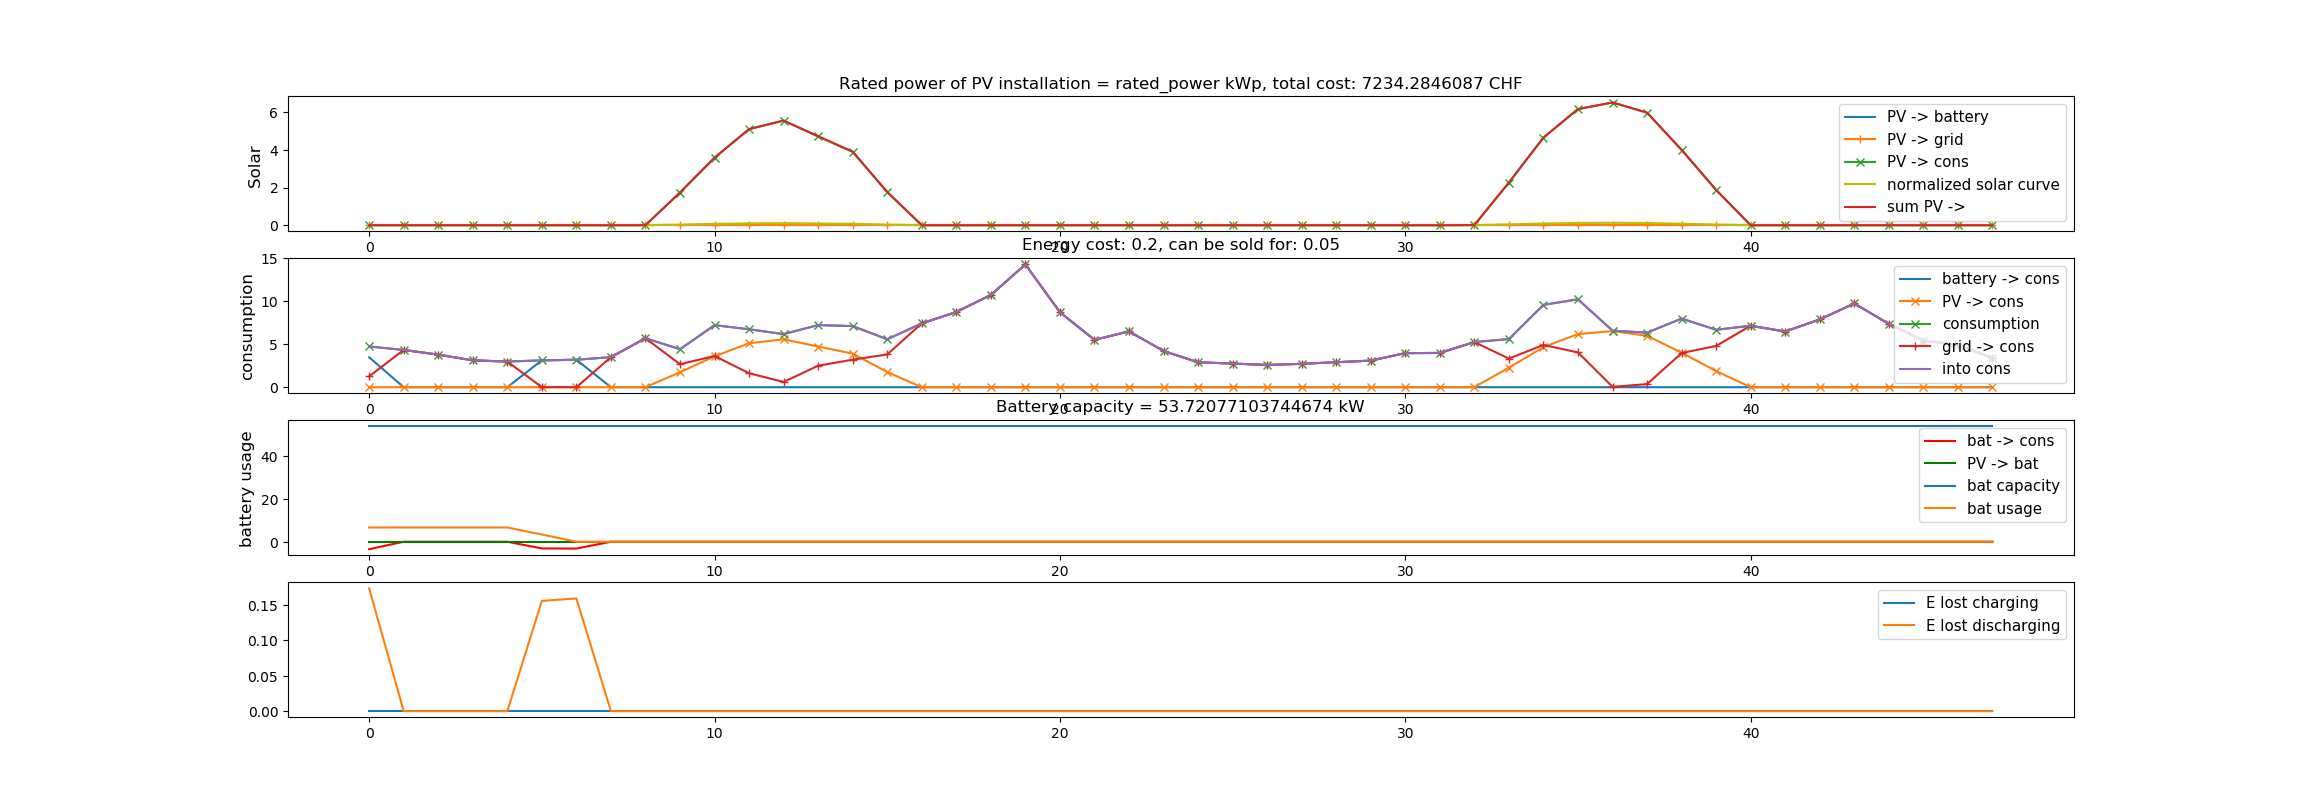 Rated power of PV installation = rated_power kWp, total cost: 7234.2846087 CHF
Solar
6
4
2
0
PV -> battery
PV -> grid
PV -> cons
normalized solar curve
sum PV ->
0 10 20 30 40
Energy cost: 0.2, can be sold for: 0.05
consumption
15
10
5
0
battery -> cons
PV -> cons
consumption
grid -> cons
into cons
0 10 20 30 40
Battery capacity = 53.72077103744674 kW
battery usage
40
20
0
bat -> cons
PV -> bat
bat capacity
bat usage
0 10 20 30 40
0.15
0.10
0.05
0.00
E lost charging
E lost discharging
0 10 20 30 40